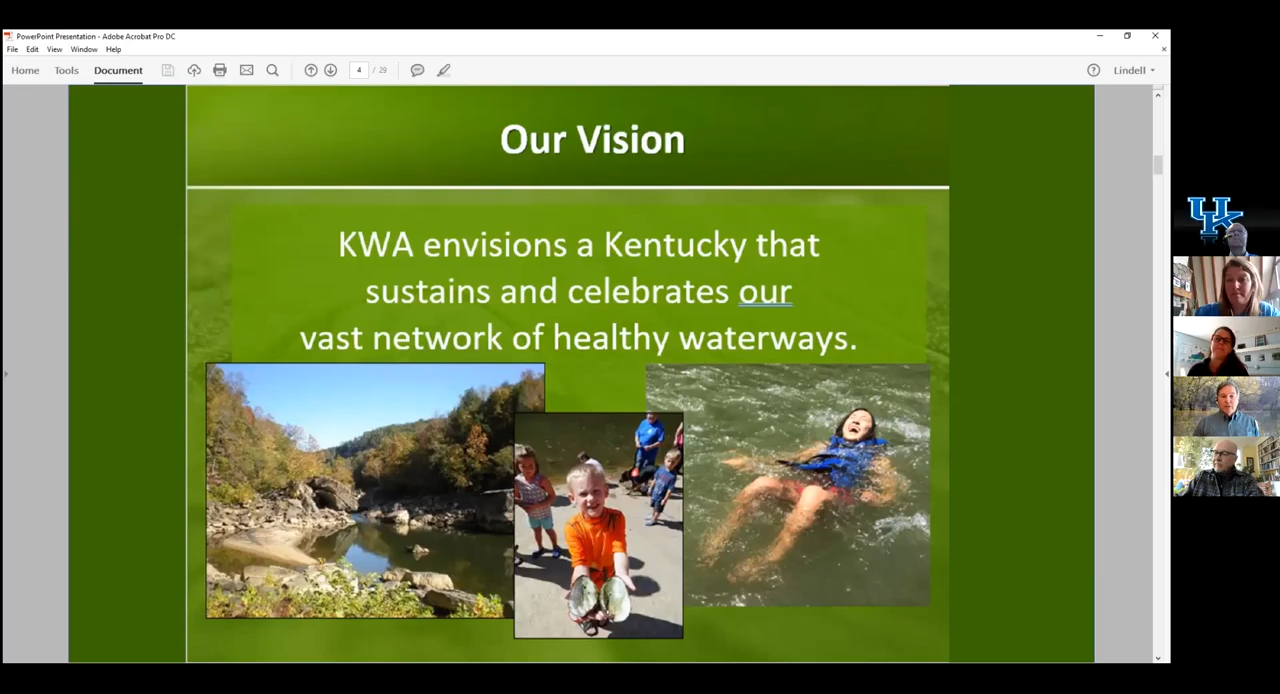 PowerPoint Presentation - Adobe Acrobat Pro DC
File Edit View Window Help
Home Tools Document 4 / 29 Lindell
Our Vision
KWA envisions a Kentucky that
sustains and celebrates our
vast network of healthy waterways.
UK